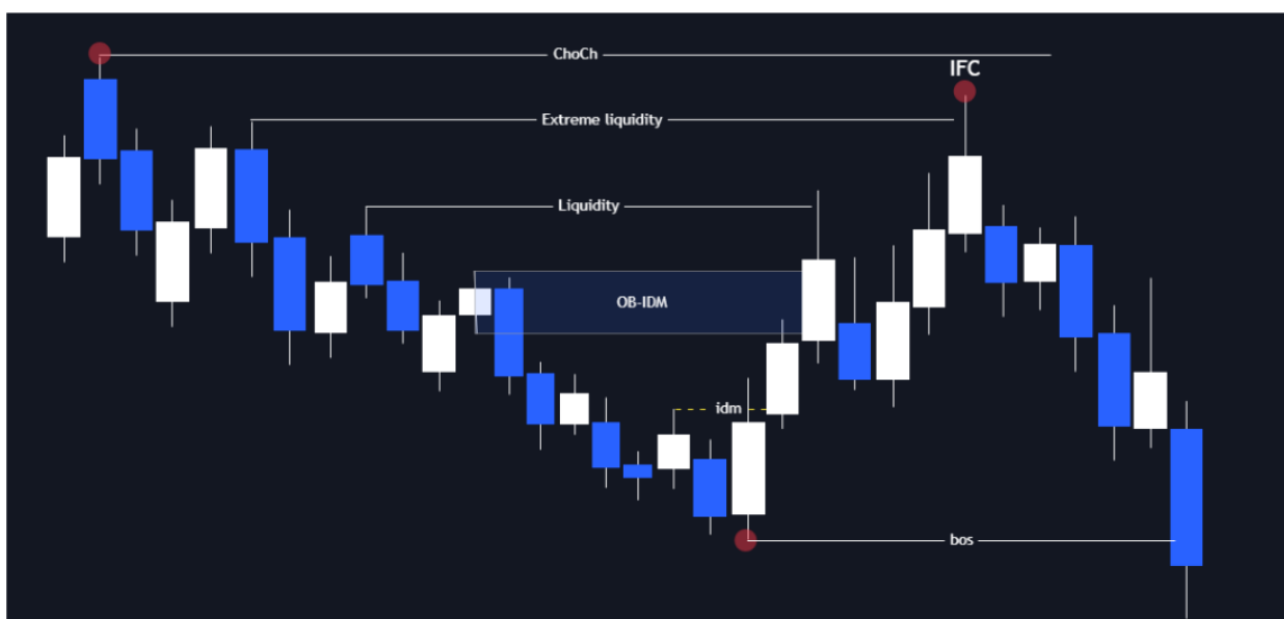 ChoCh
IFC
Extreme liquidity
Liquidity
OB-IDM
idm
bos